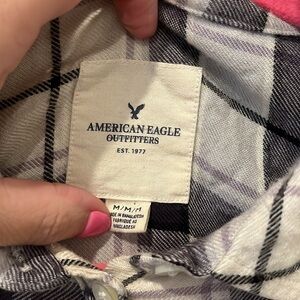 AMERICAN EAGLE
OUTFITTERS
EST. 1977
M/M/M
MADE IN BANGLADESH
FABRIQUÉ AU
BANGLADESH